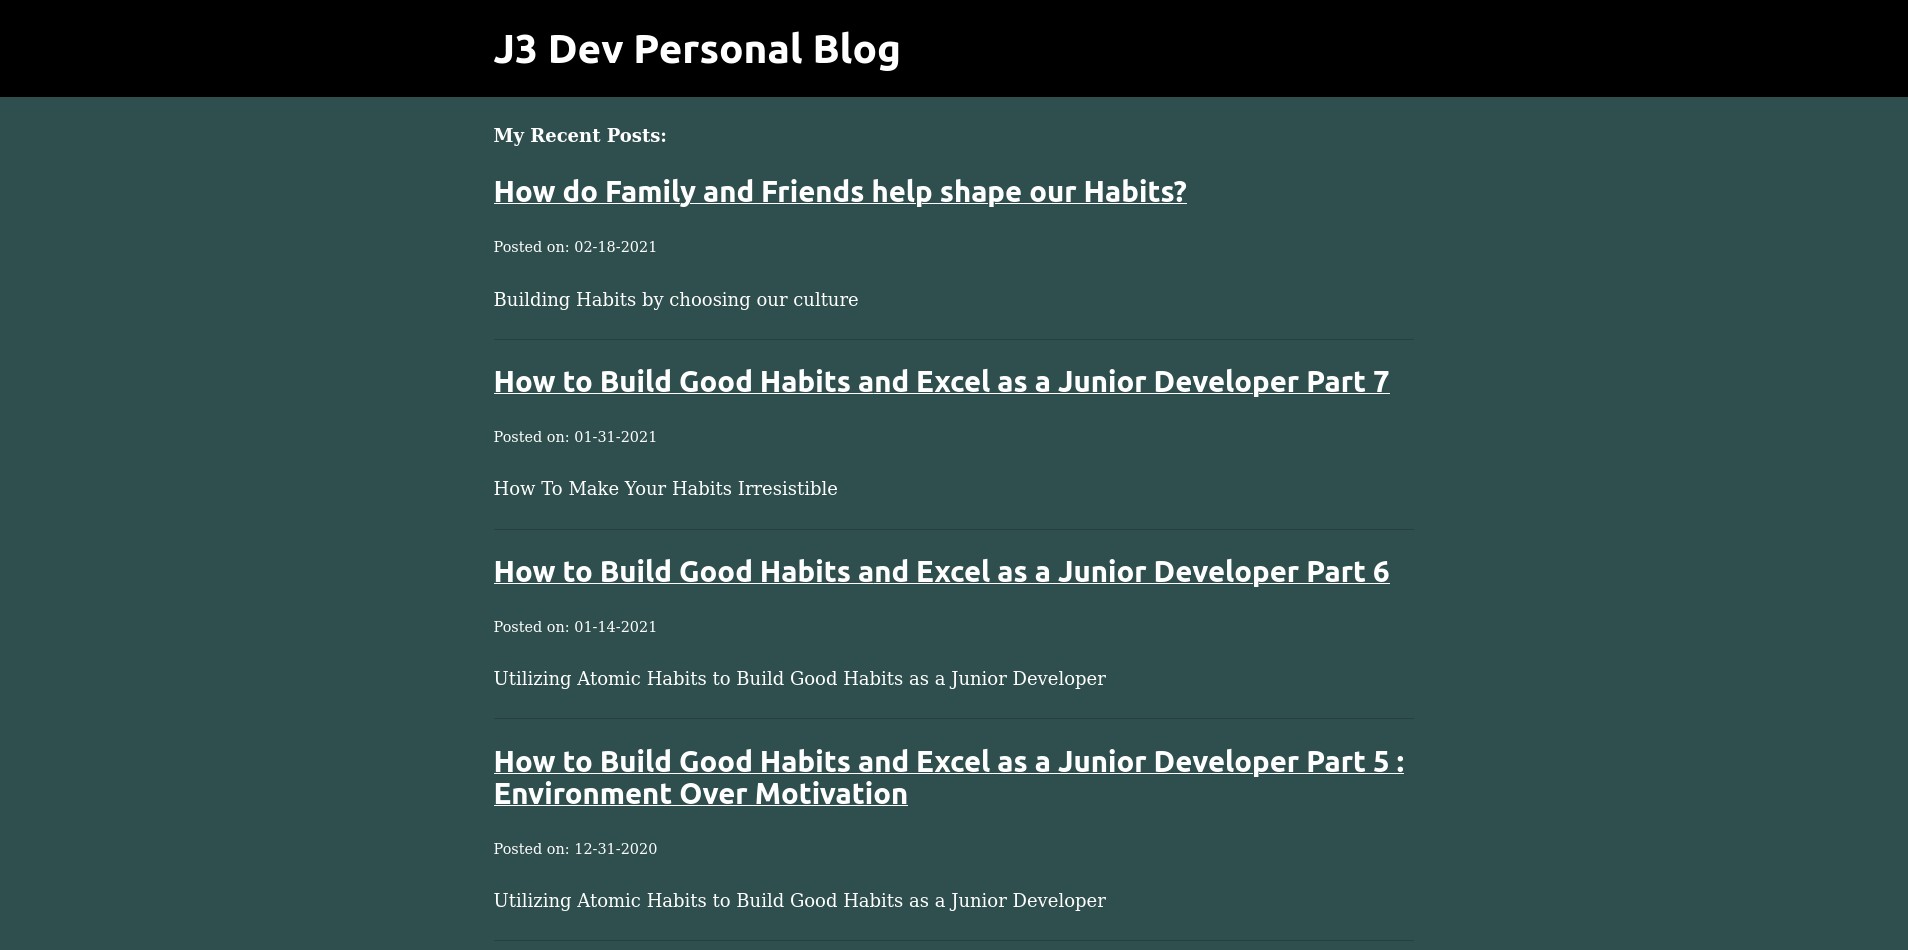 J3 Dev Personal Blog
My Recent Posts:
How do Family and Friends help shape our Habits?
Posted on: 02-18-2021
Building Habits by choosing our culture
How to Build Good Habits and Excel as a Junior Developer Part 7
Posted on: 01-31-2021
How To Make Your Habits Irresistible
How to Build Good Habits and Excel as a Junior Developer Part 6
Posted on: 01-14-2021
Utilizing Atomic Habits to Build Good Habits as a Junior Developer
How to Build Good Habits and Excel as a Junior Developer Part 5 :
Environment Over Motivation
Posted on: 12-31-2020
Utilizing Atomic Habits to Build Good Habits as a Junior Developer